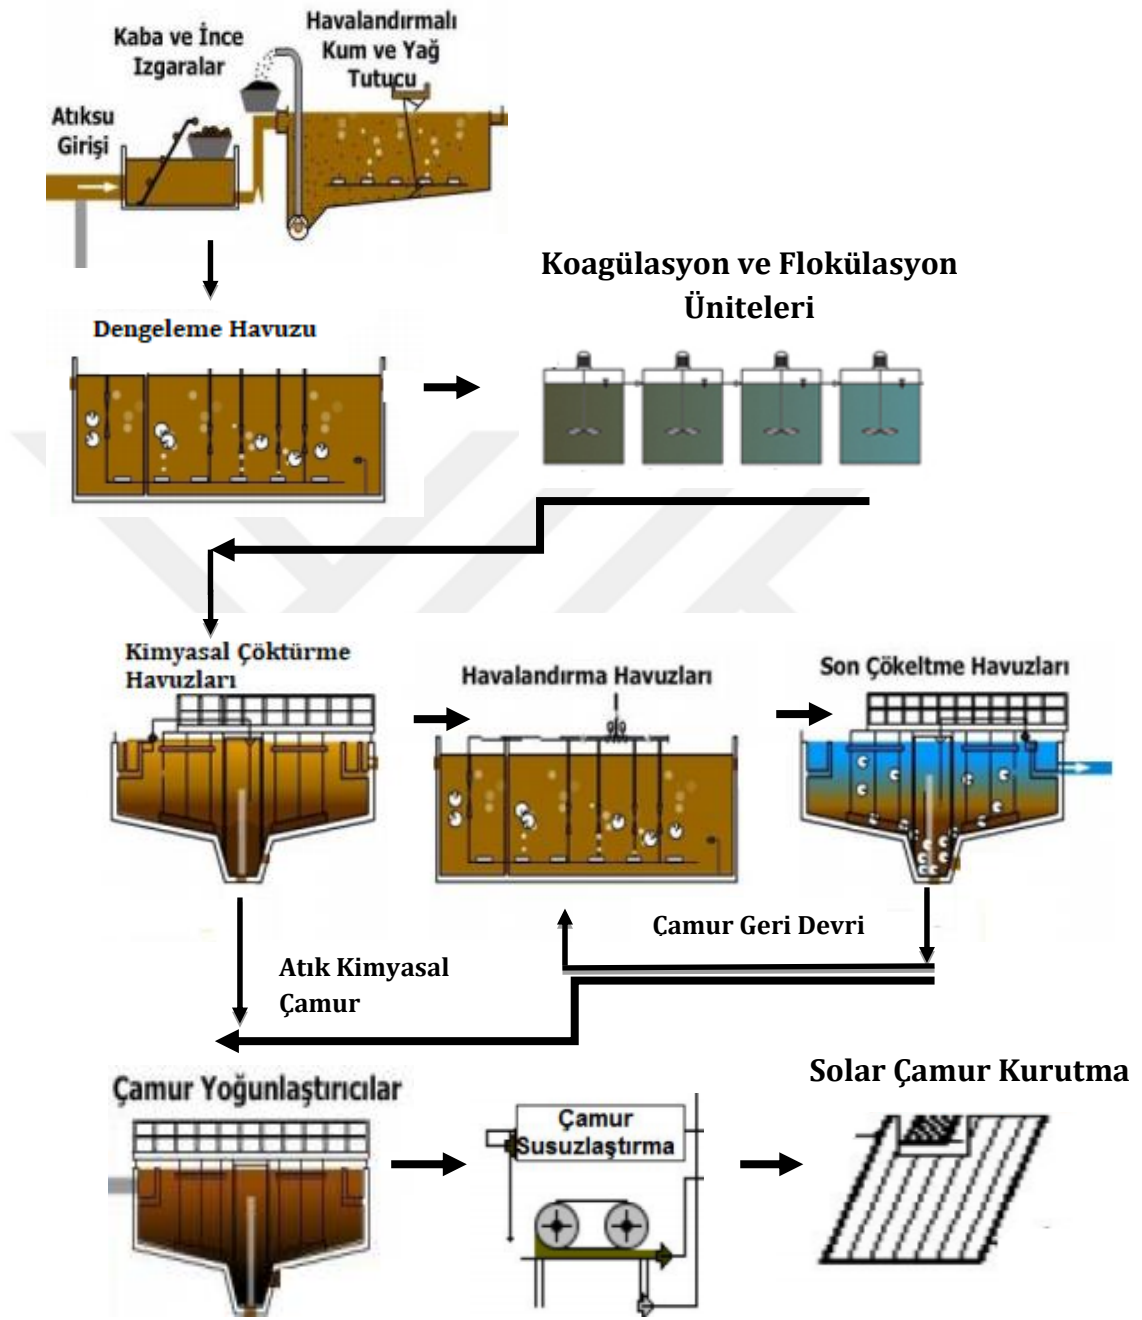 Kaba ve İnce
Izgaralar
Havalandırmalı
Kum ve Yağ
Tutucu
Atıksu
Girişi
Koagülasyon ve Flokülasyon
Üniteleri
Dengeleme Havuzu
Kimyasal Çöktürme
Havuzları
Havalandırma Havuzları
Son Çökeltme Havuzları
Çamur Geri Devri
Atık Kimyasal
Çamur
Çamur Yoğunlaştırıcılar
Çamur
Susuzlaştırma
Solar Çamur Kurutma